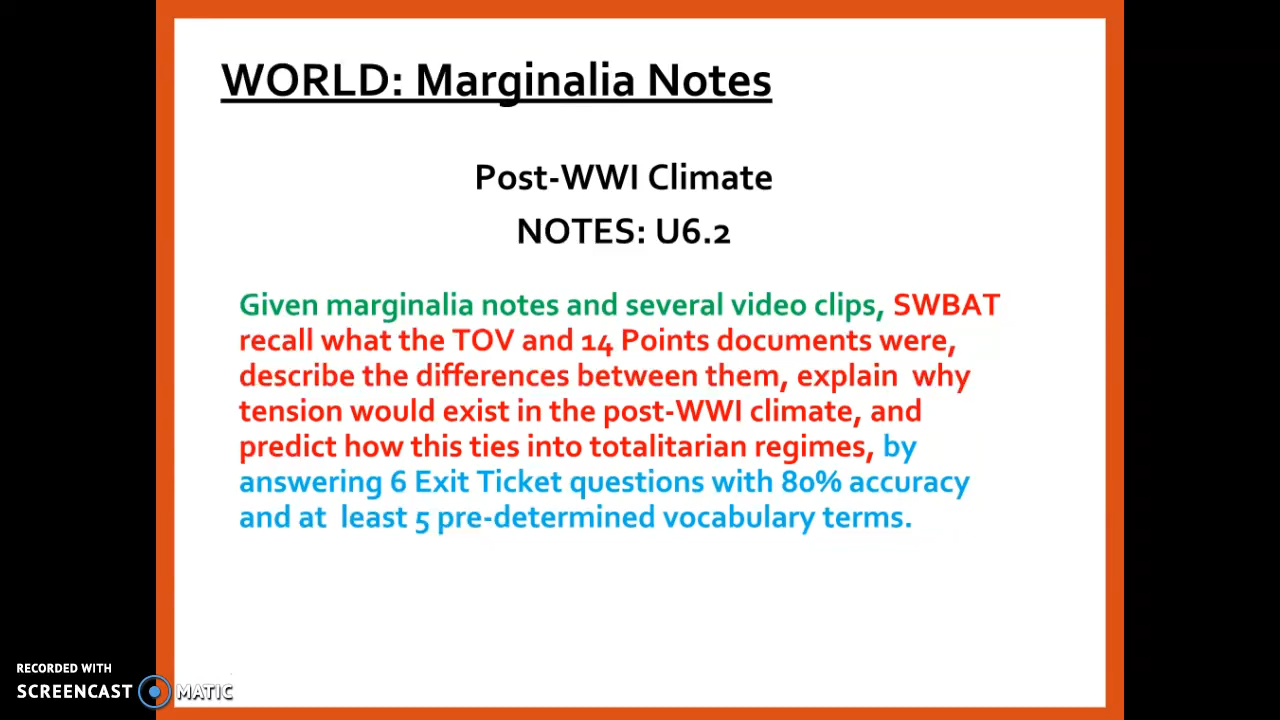 WORLD: Marginalia Notes
Post-WWI Climate
NOTES: U6.2
Given marginalia notes and several video clips, SWBAT
recall what the TOV and 14 Points documents were,
describe the differences between them, explain  why
tension would exist in the post-WWI climate, and
predict how this ties into totalitarian regimes, by
answering 6 Exit Ticket questions with 80% accuracy
and at  least 5 pre-determined vocabulary terms.
RECORDED WITH
SCREENCAST MATIC